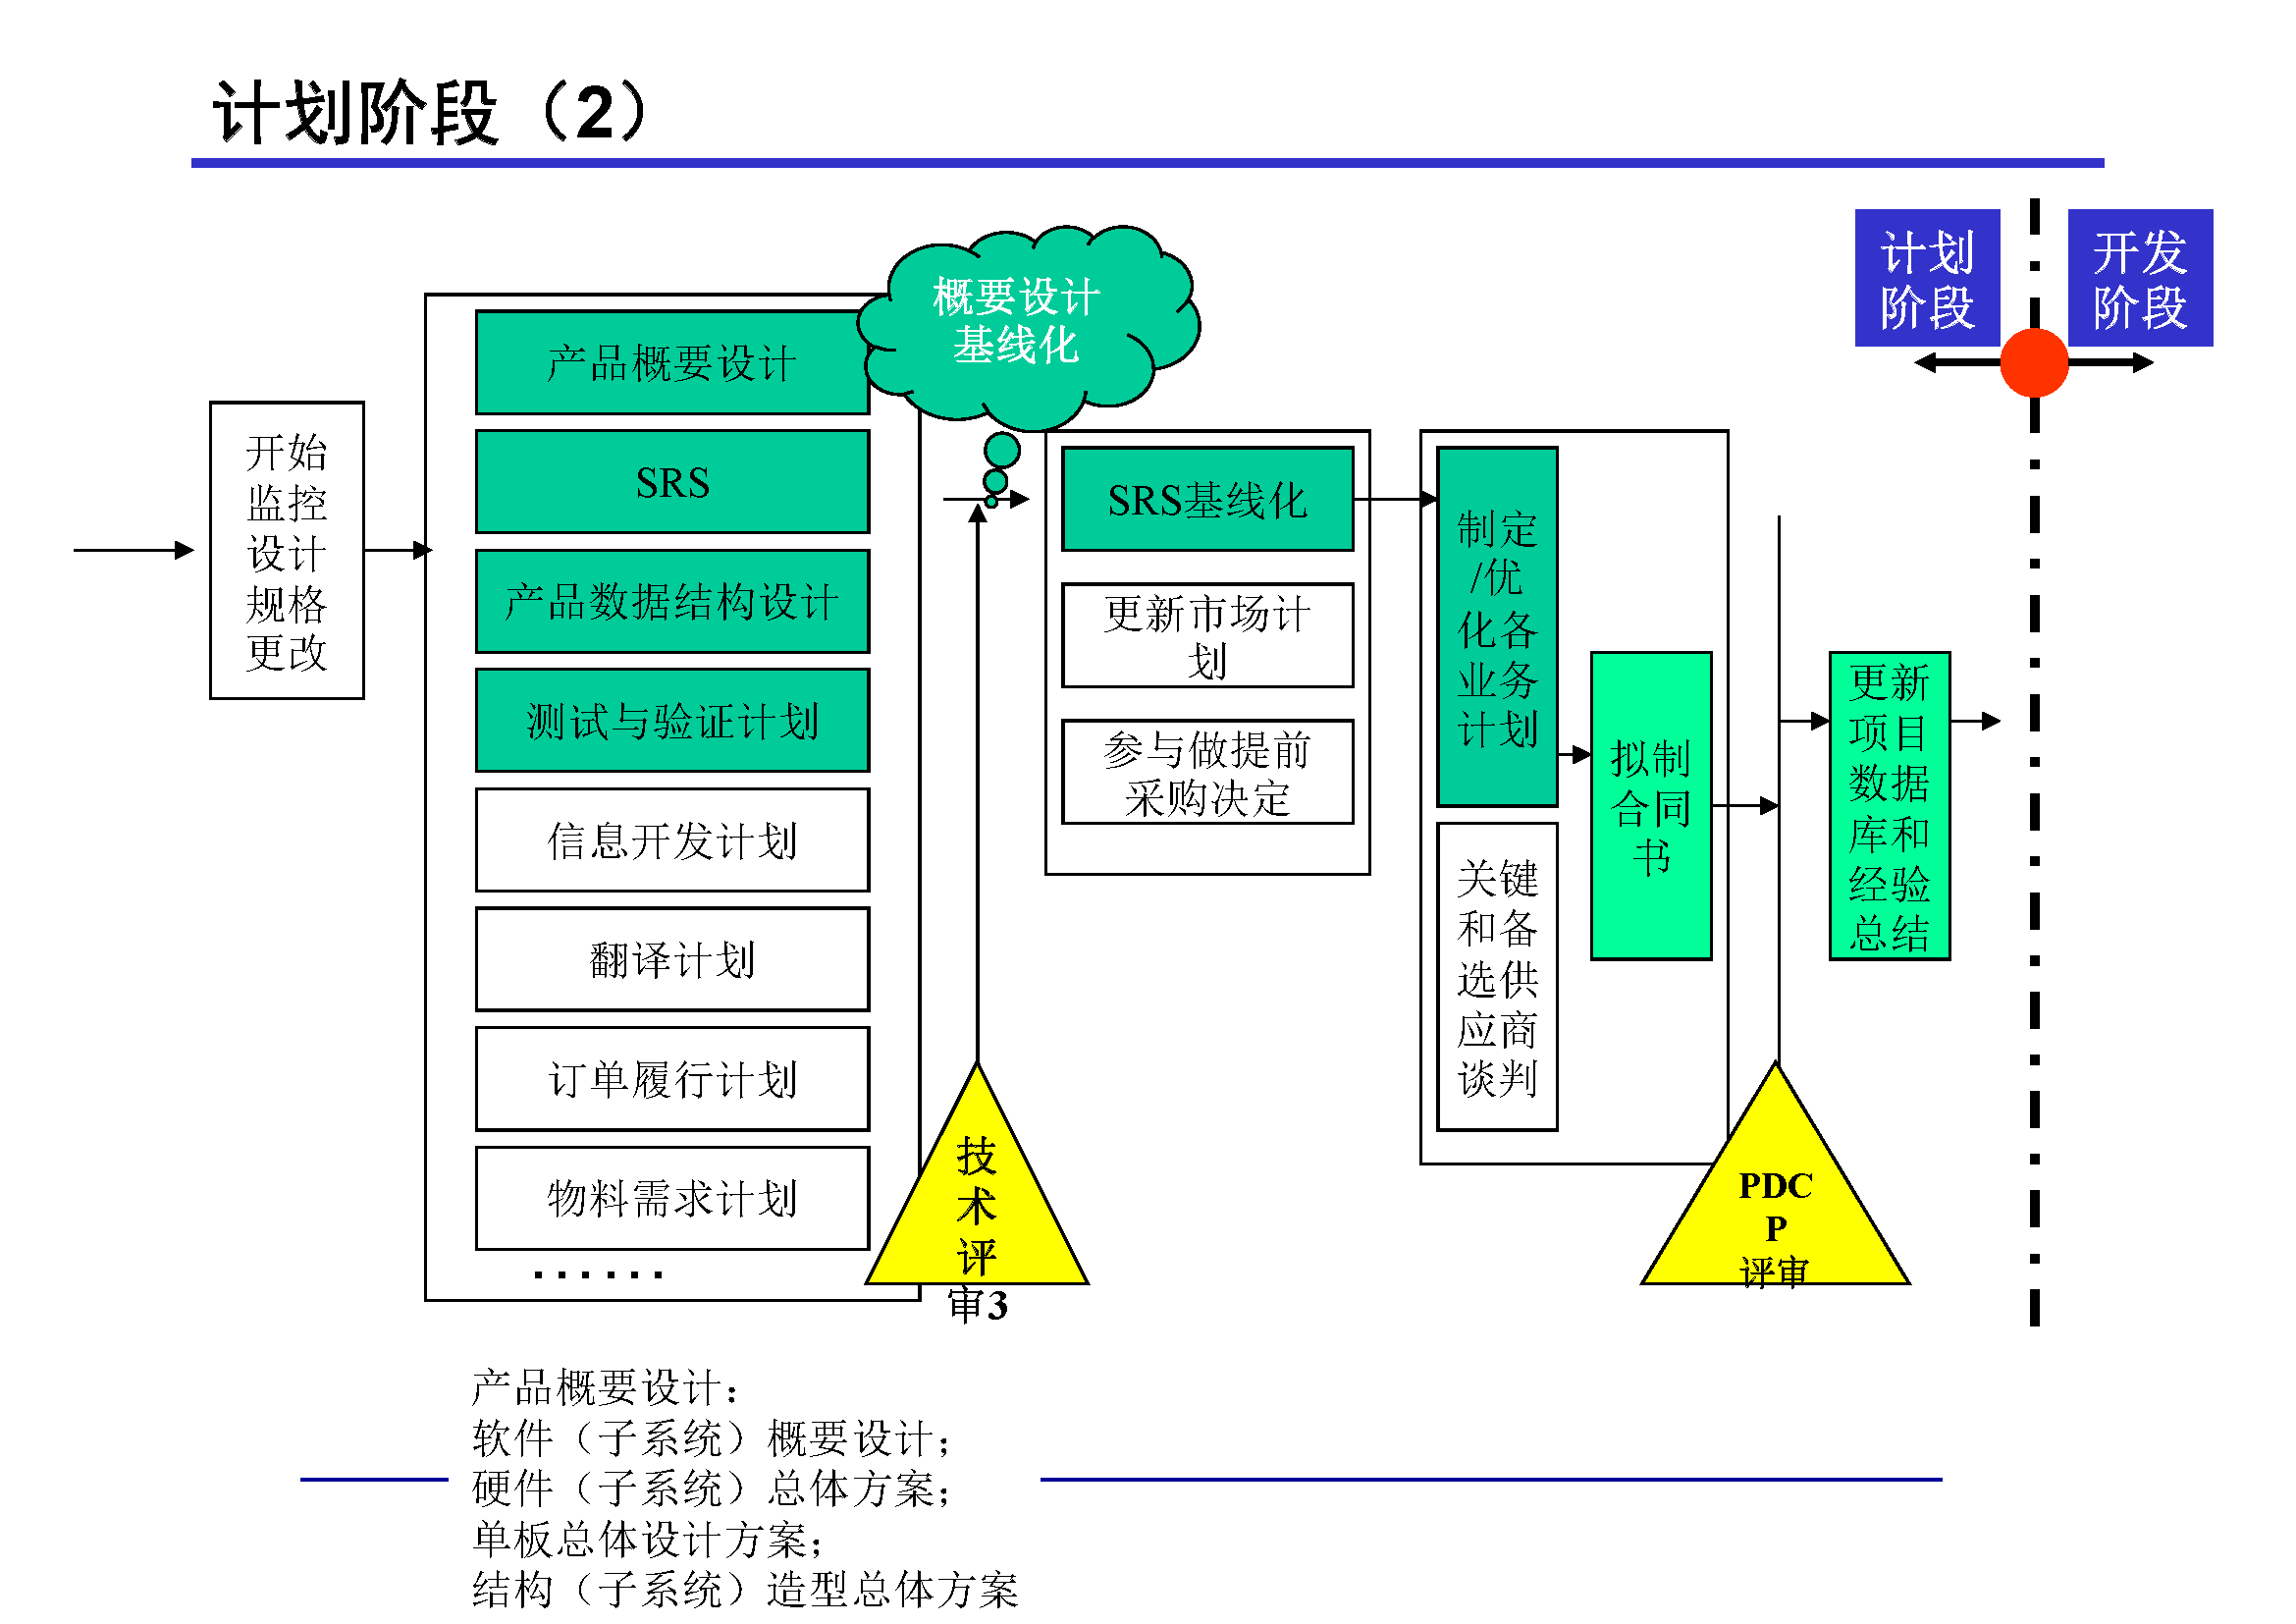 计划阶段（2）
计划
阶段
开发
阶段
概要设计
基线化
开始
监控
设计
规格
更改
产品概要设计
SRS
产品数据结构设计
测试与验证计划
信息开发计划
翻译计划
订单履行计划
物料需求计划
......
技
术
评
审3
SRS基线化
更新市场计
划
参与做提前
采购决定
制定
/优
化各
业务
计划
关键
和备
选供
应商
谈判
拟制
合同
书
PDC
P
评审
更新
项目
数据
库和
经验
总结
产品概要设计：
软件（子系统）概要设计；
硬件（子系统）总体方案；
单板总体设计方案；
结构（子系统）造型总体方案